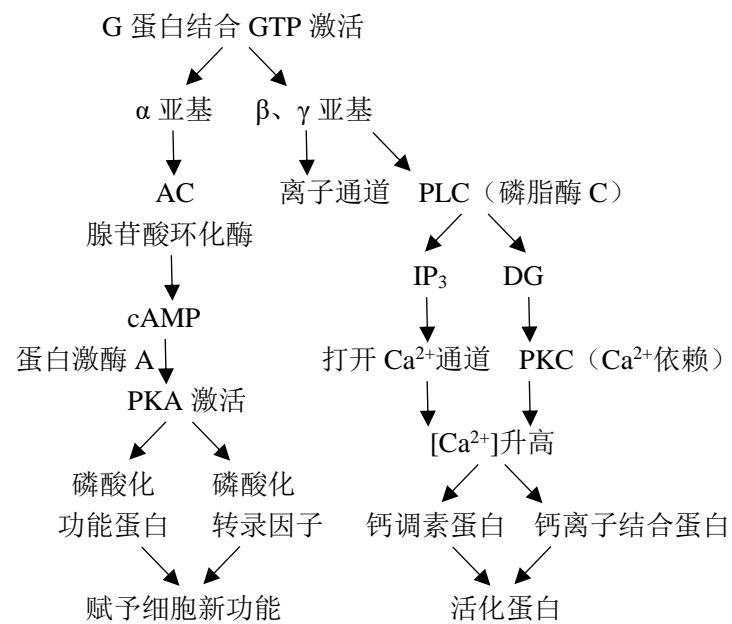 G 蛋白结合 GTP 激活
α 亚基 β、γ 亚基
AC 离子通道 PLC（磷脂酶 C）
腺苷酸环化酶
IP₃ DG
cAMP
蛋白激酶 A 打开 Ca²⁺通道 PKC（Ca²⁺依赖）
PKA 激活
[Ca²⁺]升高
磷酸化 磷酸化
功能蛋白 转录因子 钙调素蛋白 钙离子结合蛋白
赋予细胞新功能 活化蛋白